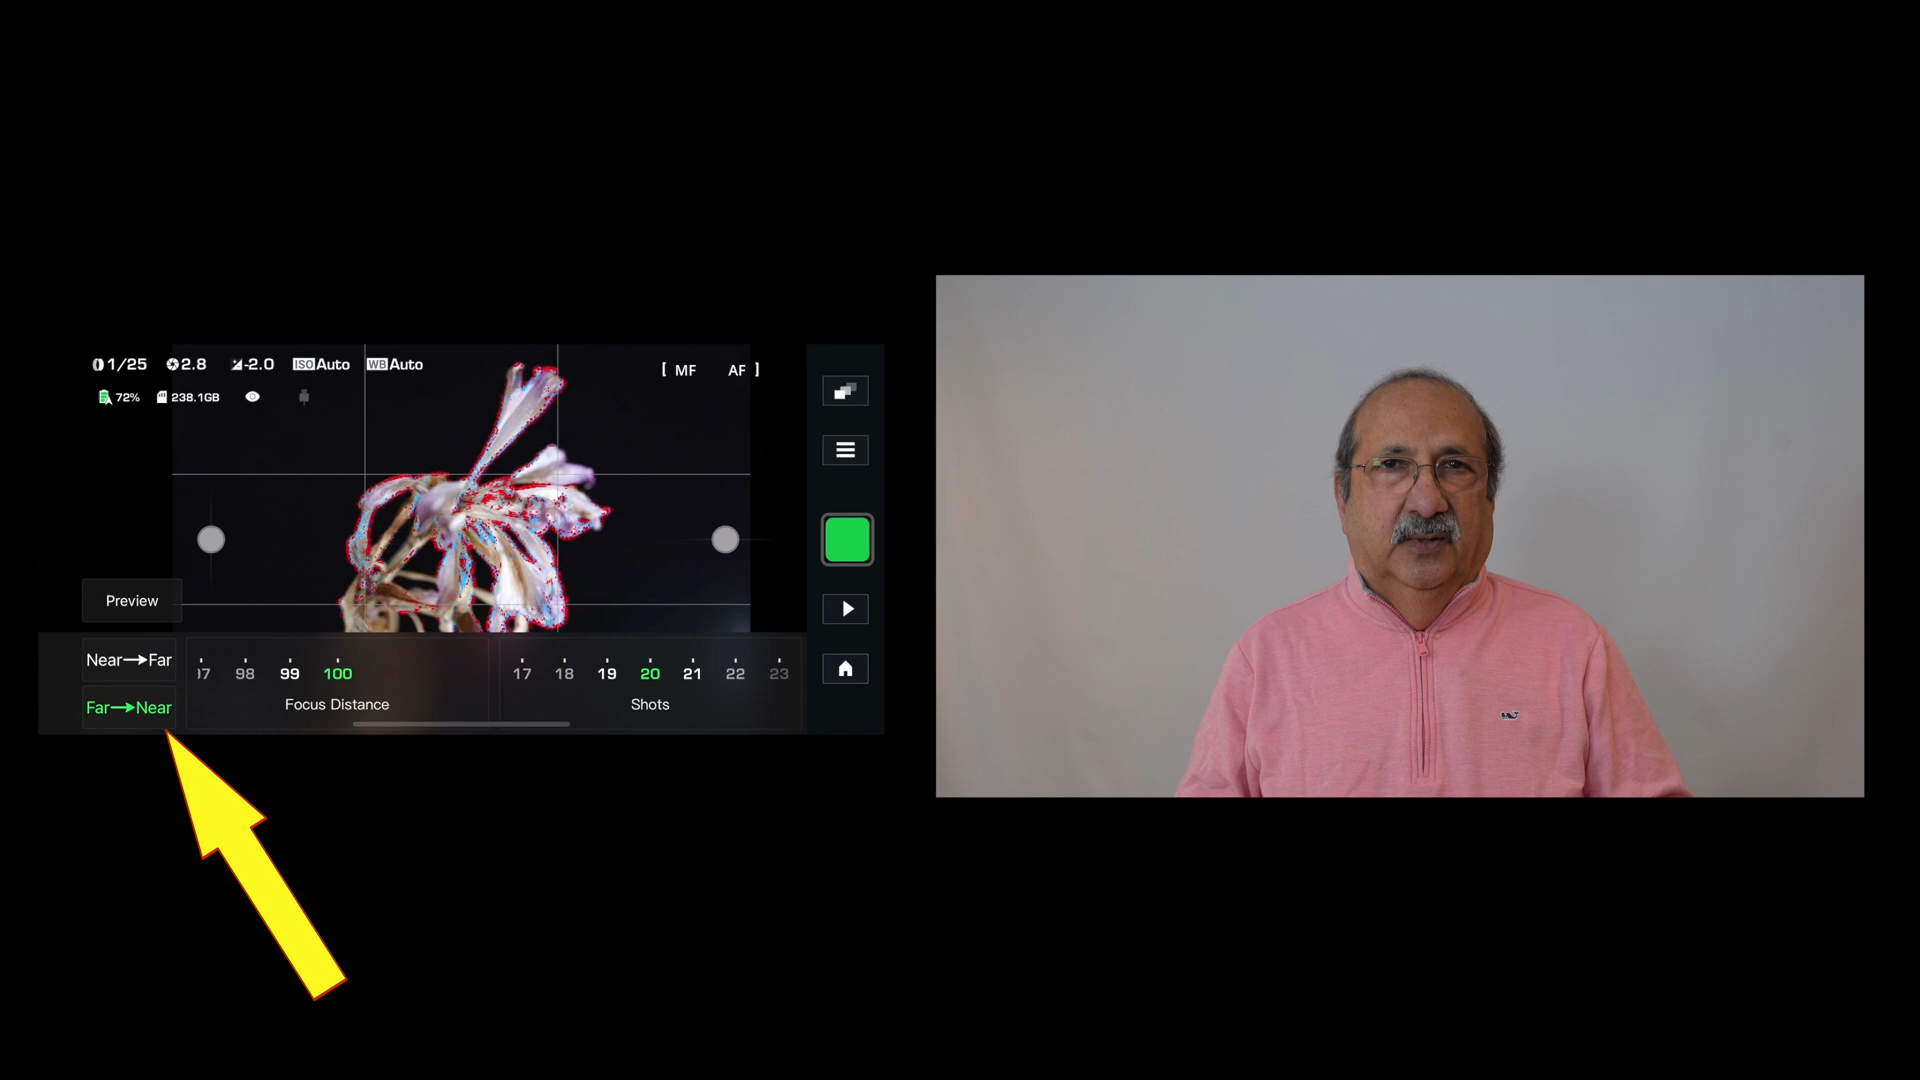 1/25 2.8 -2.0 ISO Auto WB Auto
[ MF AF ]
72% 238.1GB
Preview
Near→Far
Far→Near
97 98 99 100
Focus Distance
17 18 19 20 21 22 23
Shots